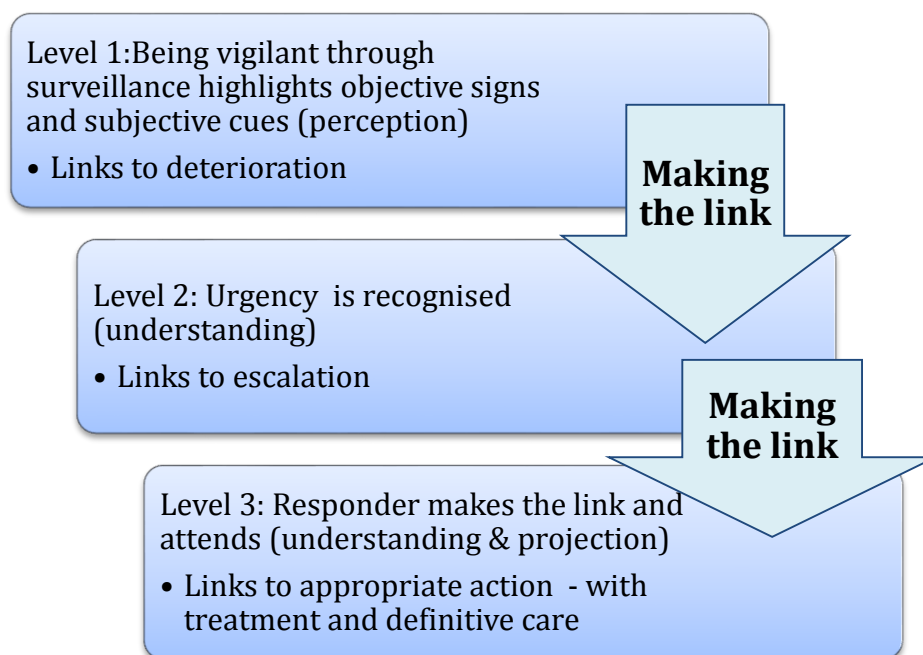 Level 1:Being vigilant through
surveillance highlights objective signs
and subjective cues (perception)
• Links to deterioration
Making
the link
Level 2: Urgency  is recognised
(understanding)
• Links to escalation
Making
the link
Level 3: Responder makes the link and
attends (understanding & projection)
• Links to appropriate action  - with
treatment and definitive care